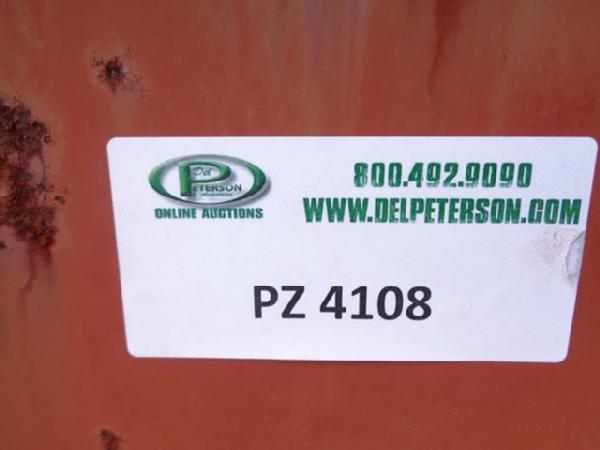 Del
PETERSON
ONLINE AUCTIONS
800.492.9090
WWW.DELPETERSON.COM
PZ 4108